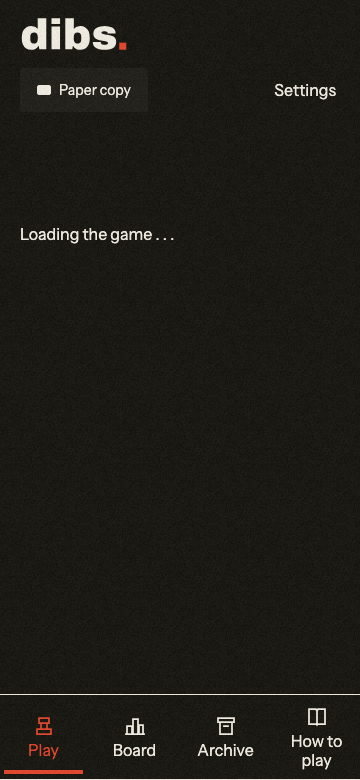 dibs.
Paper copy
Settings
Loading the game . . .
Play
Board
Archive
How to
play